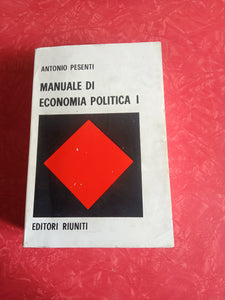 ANTONIO PESENTI
MANUALE DI
ECONOMIA POLITICA I
EDITORI RIUNITI